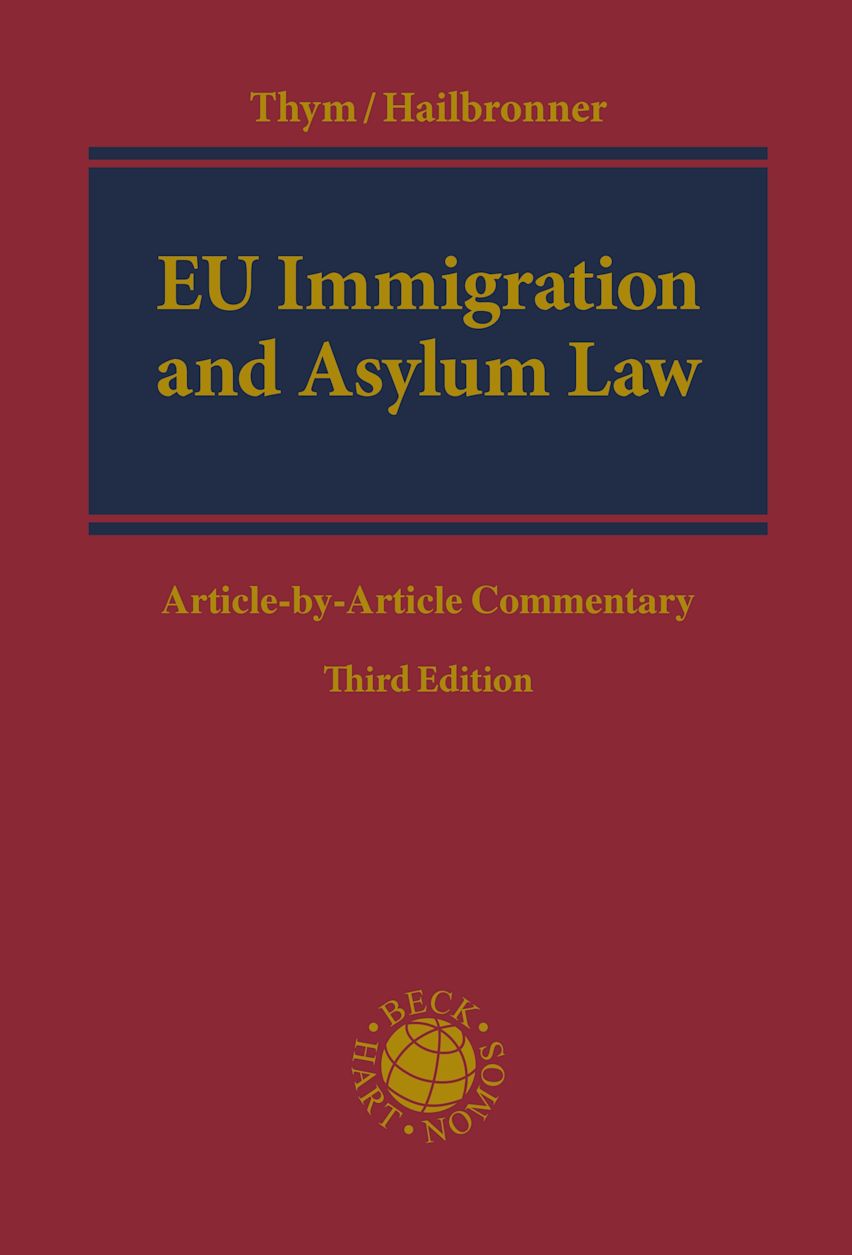 Thym / Hailbronner
EU Immigration
and Asylum Law
Article-by-Article Commentary
Third Edition
BECK
HART
NOMOS